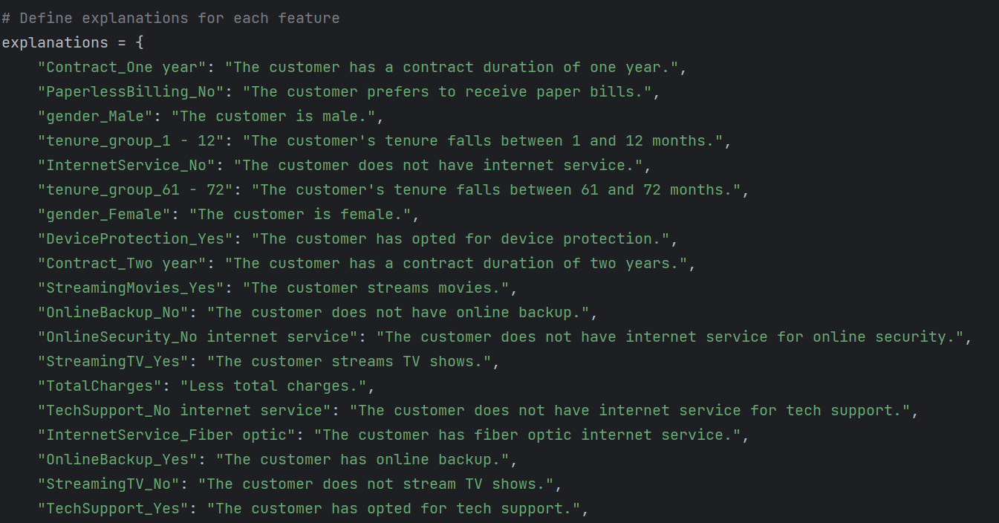 # Define explanations for each feature
explanations = {
    "Contract_One year": "The customer has a contract duration of one year.",
    "PaperlessBilling_No": "The customer prefers to receive paper bills.",
    "gender_Male": "The customer is male.",
    "tenure_group_1 - 12": "The customer's tenure falls between 1 and 12 months.",
    "InternetService_No": "The customer does not have internet service.",
    "tenure_group_61 - 72": "The customer's tenure falls between 61 and 72 months.",
    "gender_Female": "The customer is female.",
    "DeviceProtection_Yes": "The customer has opted for device protection.",
    "Contract_Two year": "The customer has a contract duration of two years.",
    "StreamingMovies_Yes": "The customer streams movies.",
    "OnlineBackup_No": "The customer does not have online backup.",
    "OnlineSecurity_No internet service": "The customer does not have internet service for online security.",
    "StreamingTV_Yes": "The customer streams TV shows.",
    "TotalCharges": "Less total charges.",
    "TechSupport_No internet service": "The customer does not have internet service for tech support.",
    "InternetService_Fiber optic": "The customer has fiber optic internet service.",
    "OnlineBackup_Yes": "The customer has online backup.",
    "StreamingTV_No": "The customer does not stream TV shows.",
    "TechSupport_Yes": "The customer has opted for tech support.",